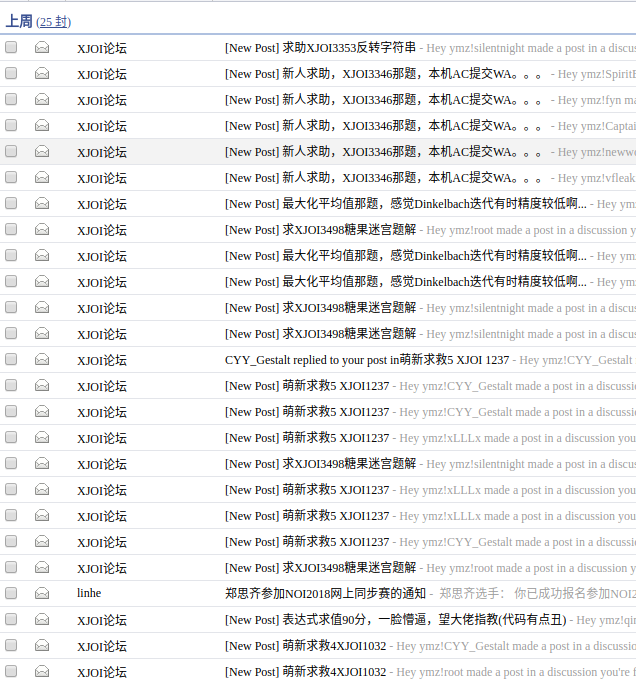 上周 (25 封)
XJOI论坛 [New Post] 求助XJOI3353反转字符串 - Hey ymz!silentnight made a post in a discus
XJOI论坛 [New Post] 新人求助，XJOI3346那题，本机AC提交WA。。。 - Hey ymz!Spirit
XJOI论坛 [New Post] 新人求助，XJOI3346那题，本机AC提交WA。。。 - Hey ymz!fyn ma
XJOI论坛 [New Post] 新人求助，XJOI3346那题，本机AC提交WA。。。 - Hey ymz!Captai
XJOI论坛 [New Post] 新人求助，XJOI3346那题，本机AC提交WA。。。 - Hey ymz!newwo
XJOI论坛 [New Post] 新人求助，XJOI3346那题，本机AC提交WA。。。 - Hey ymz!vfleak
XJOI论坛 [New Post] 最大化平均值那题，感觉Dinkelbach迭代有时精度较低啊... - Hey ym
XJOI论坛 [New Post] 求XJOI3498糖果迷宫题解 - Hey ymz!root made a post in a discussion y
XJOI论坛 [New Post] 最大化平均值那题，感觉Dinkelbach迭代有时精度较低啊... - Hey ym
XJOI论坛 [New Post] 最大化平均值那题，感觉Dinkelbach迭代有时精度较低啊... - Hey ym
XJOI论坛 [New Post] 求XJOI3498糖果迷宫题解 - Hey ymz!silentnight made a post in a discus
XJOI论坛 [New Post] 求XJOI3498糖果迷宫题解 - Hey ymz!silentnight made a post in a discus
XJOI论坛 CYY_Gestalt replied to your post in萌新求救5 XJOI 1237 - Hey ymz!CYY_Gestalt
XJOI论坛 [New Post] 萌新求救5 XJOI1237 - Hey ymz!CYY_Gestalt made a post in a discussio
XJOI论坛 [New Post] 萌新求救5 XJOI1237 - Hey ymz!CYY_Gestalt made a post in a discussio
XJOI论坛 [New Post] 萌新求救5 XJOI1237 - Hey ymz!xLLLx made a post in a discussion you
XJOI论坛 [New Post] 求XJOI3498糖果迷宫题解 - Hey ymz!silentnight made a post in a discus
XJOI论坛 [New Post] 萌新求救5 XJOI1237 - Hey ymz!xLLLx made a post in a discussion you
XJOI论坛 [New Post] 萌新求救5 XJOI1237 - Hey ymz!xLLLx made a post in a discussion you
XJOI论坛 [New Post] 萌新求救5 XJOI1237 - Hey ymz!CYY_Gestalt made a post in a discussio
XJOI论坛 [New Post] 求XJOI3498糖果迷宫题解 - Hey ymz!root made a post in a discussion y
linhe 郑思齐参加NOI2018网上同步赛的通知 - 郑思齐选手： 你已成功报名参加NOI2
XJOI论坛 [New Post] 表达式求值90分，一脸懵逼，望大佬指教(代码有点丑) - Hey ymz!qin
XJOI论坛 [New Post] 萌新求救4XJOI1032 - Hey ymz!CYY_Gestalt made a post in a discussion
XJOI论坛 [New Post] 萌新求救4XJOI1032 - Hey ymz!root made a post in a discussion you're f